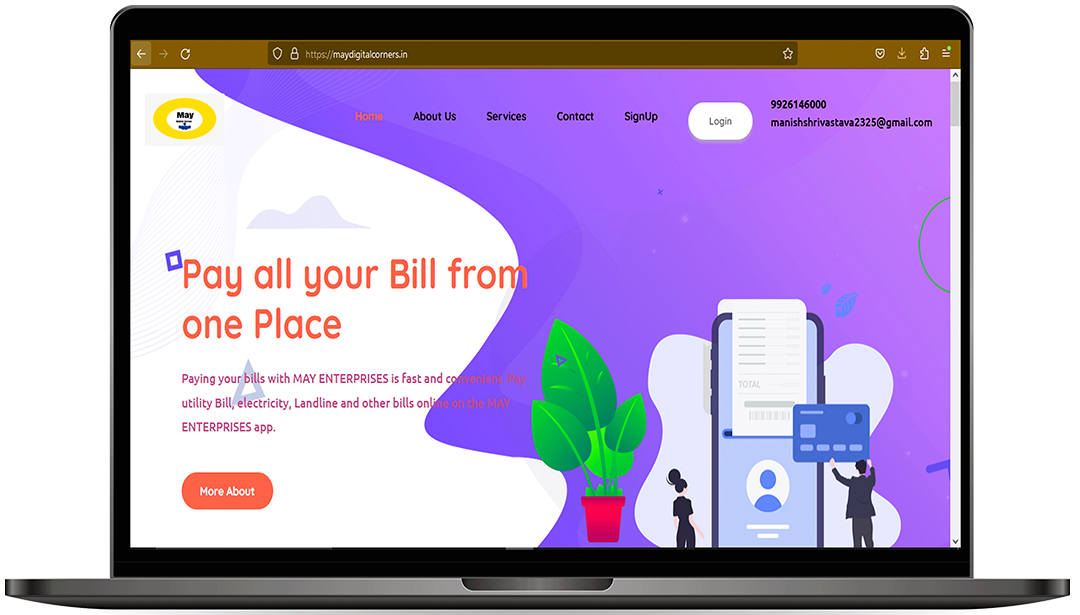 https://maydigitalcorners.in
May
Home
About Us
Services
Contact
SignUp
Login
9926146000
manishshrivastava2325@gmail.com
Pay all your Bill from
one Place
Paying your bills with MAY ENTERPRISES is fast and convenient. Pay
utility Bill, electricity, Landline and other bills online on the MAY
ENTERPRISES app.
More About
TOTAL